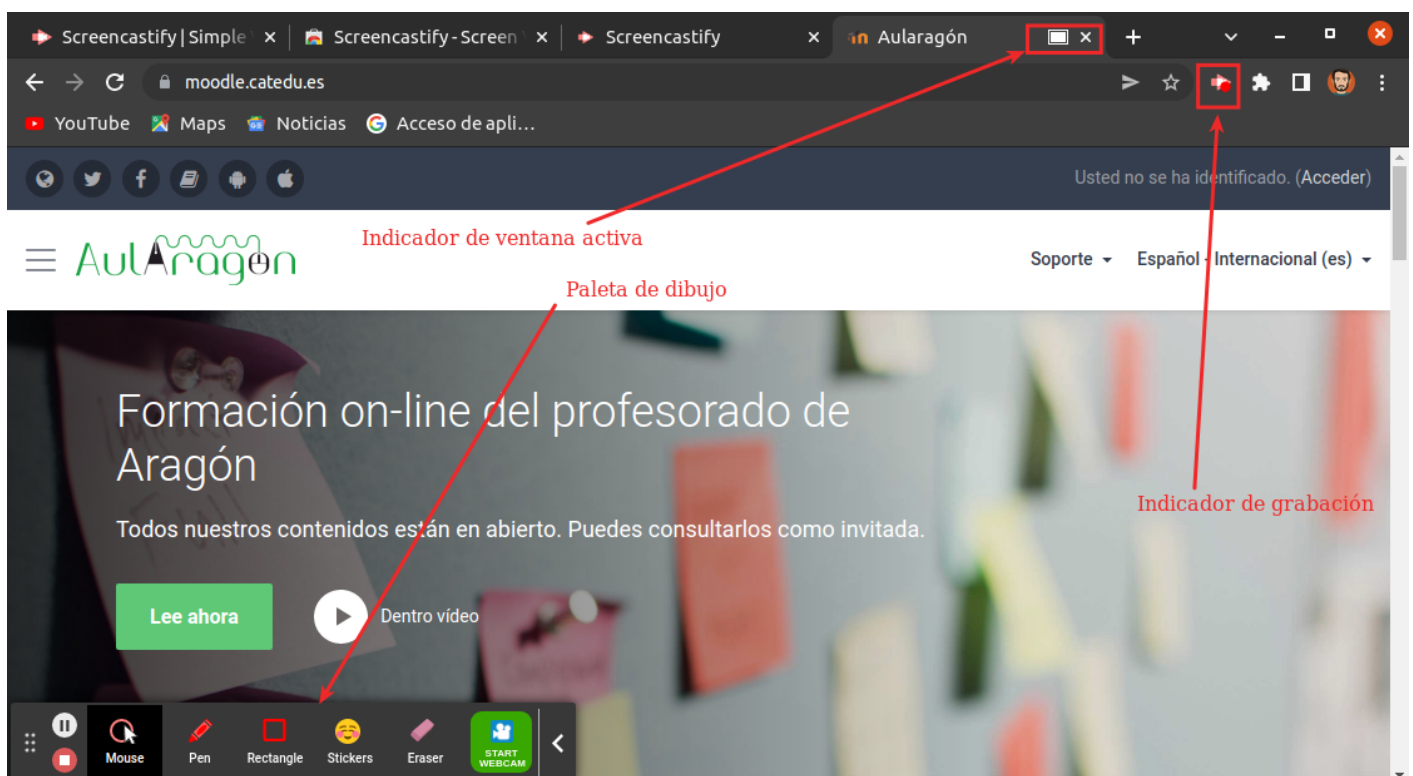 Screencastify | Simple
Screencastify - Screen
Screencastify
Aularagón
moodle.catedu.es
YouTube
Maps
Noticias
Acceso de apli...
Usted no se ha identificado. (Acceder)
AulAragón
Indicador de ventana activa
Soporte
Español - Internacional (es)
Paleta de dibujo
Formación on-line del profesorado de
Aragón
Todos nuestros contenidos están en abierto. Puedes consultarlos como invitada.
Indicador de grabación
Lee ahora
Dentro vídeo
Mouse
Pen
Rectangle
Stickers
Eraser
START
WEBCAM